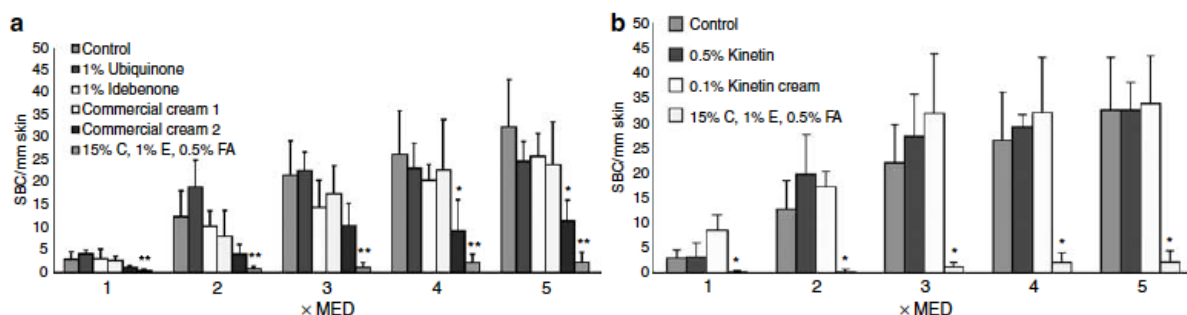 a
50
45
40
35
30
25
20
15
10
5
0
SBC/mm skin
Control
1% Ubiquinone
1% Idebenone
Commercial cream 1
Commercial cream 2
15% C, 1% E, 0.5% FA
** ** ** * ** * **
1 2 3 4 5
× MED
b
50
45
40
35
30
25
20
15
10
5
0
SBC/mm skin
Control
0.5% Kinetin
0.1% Kinetin cream
15% C, 1% E, 0.5% FA
* * * * *
1 2 3 4 5
× MED